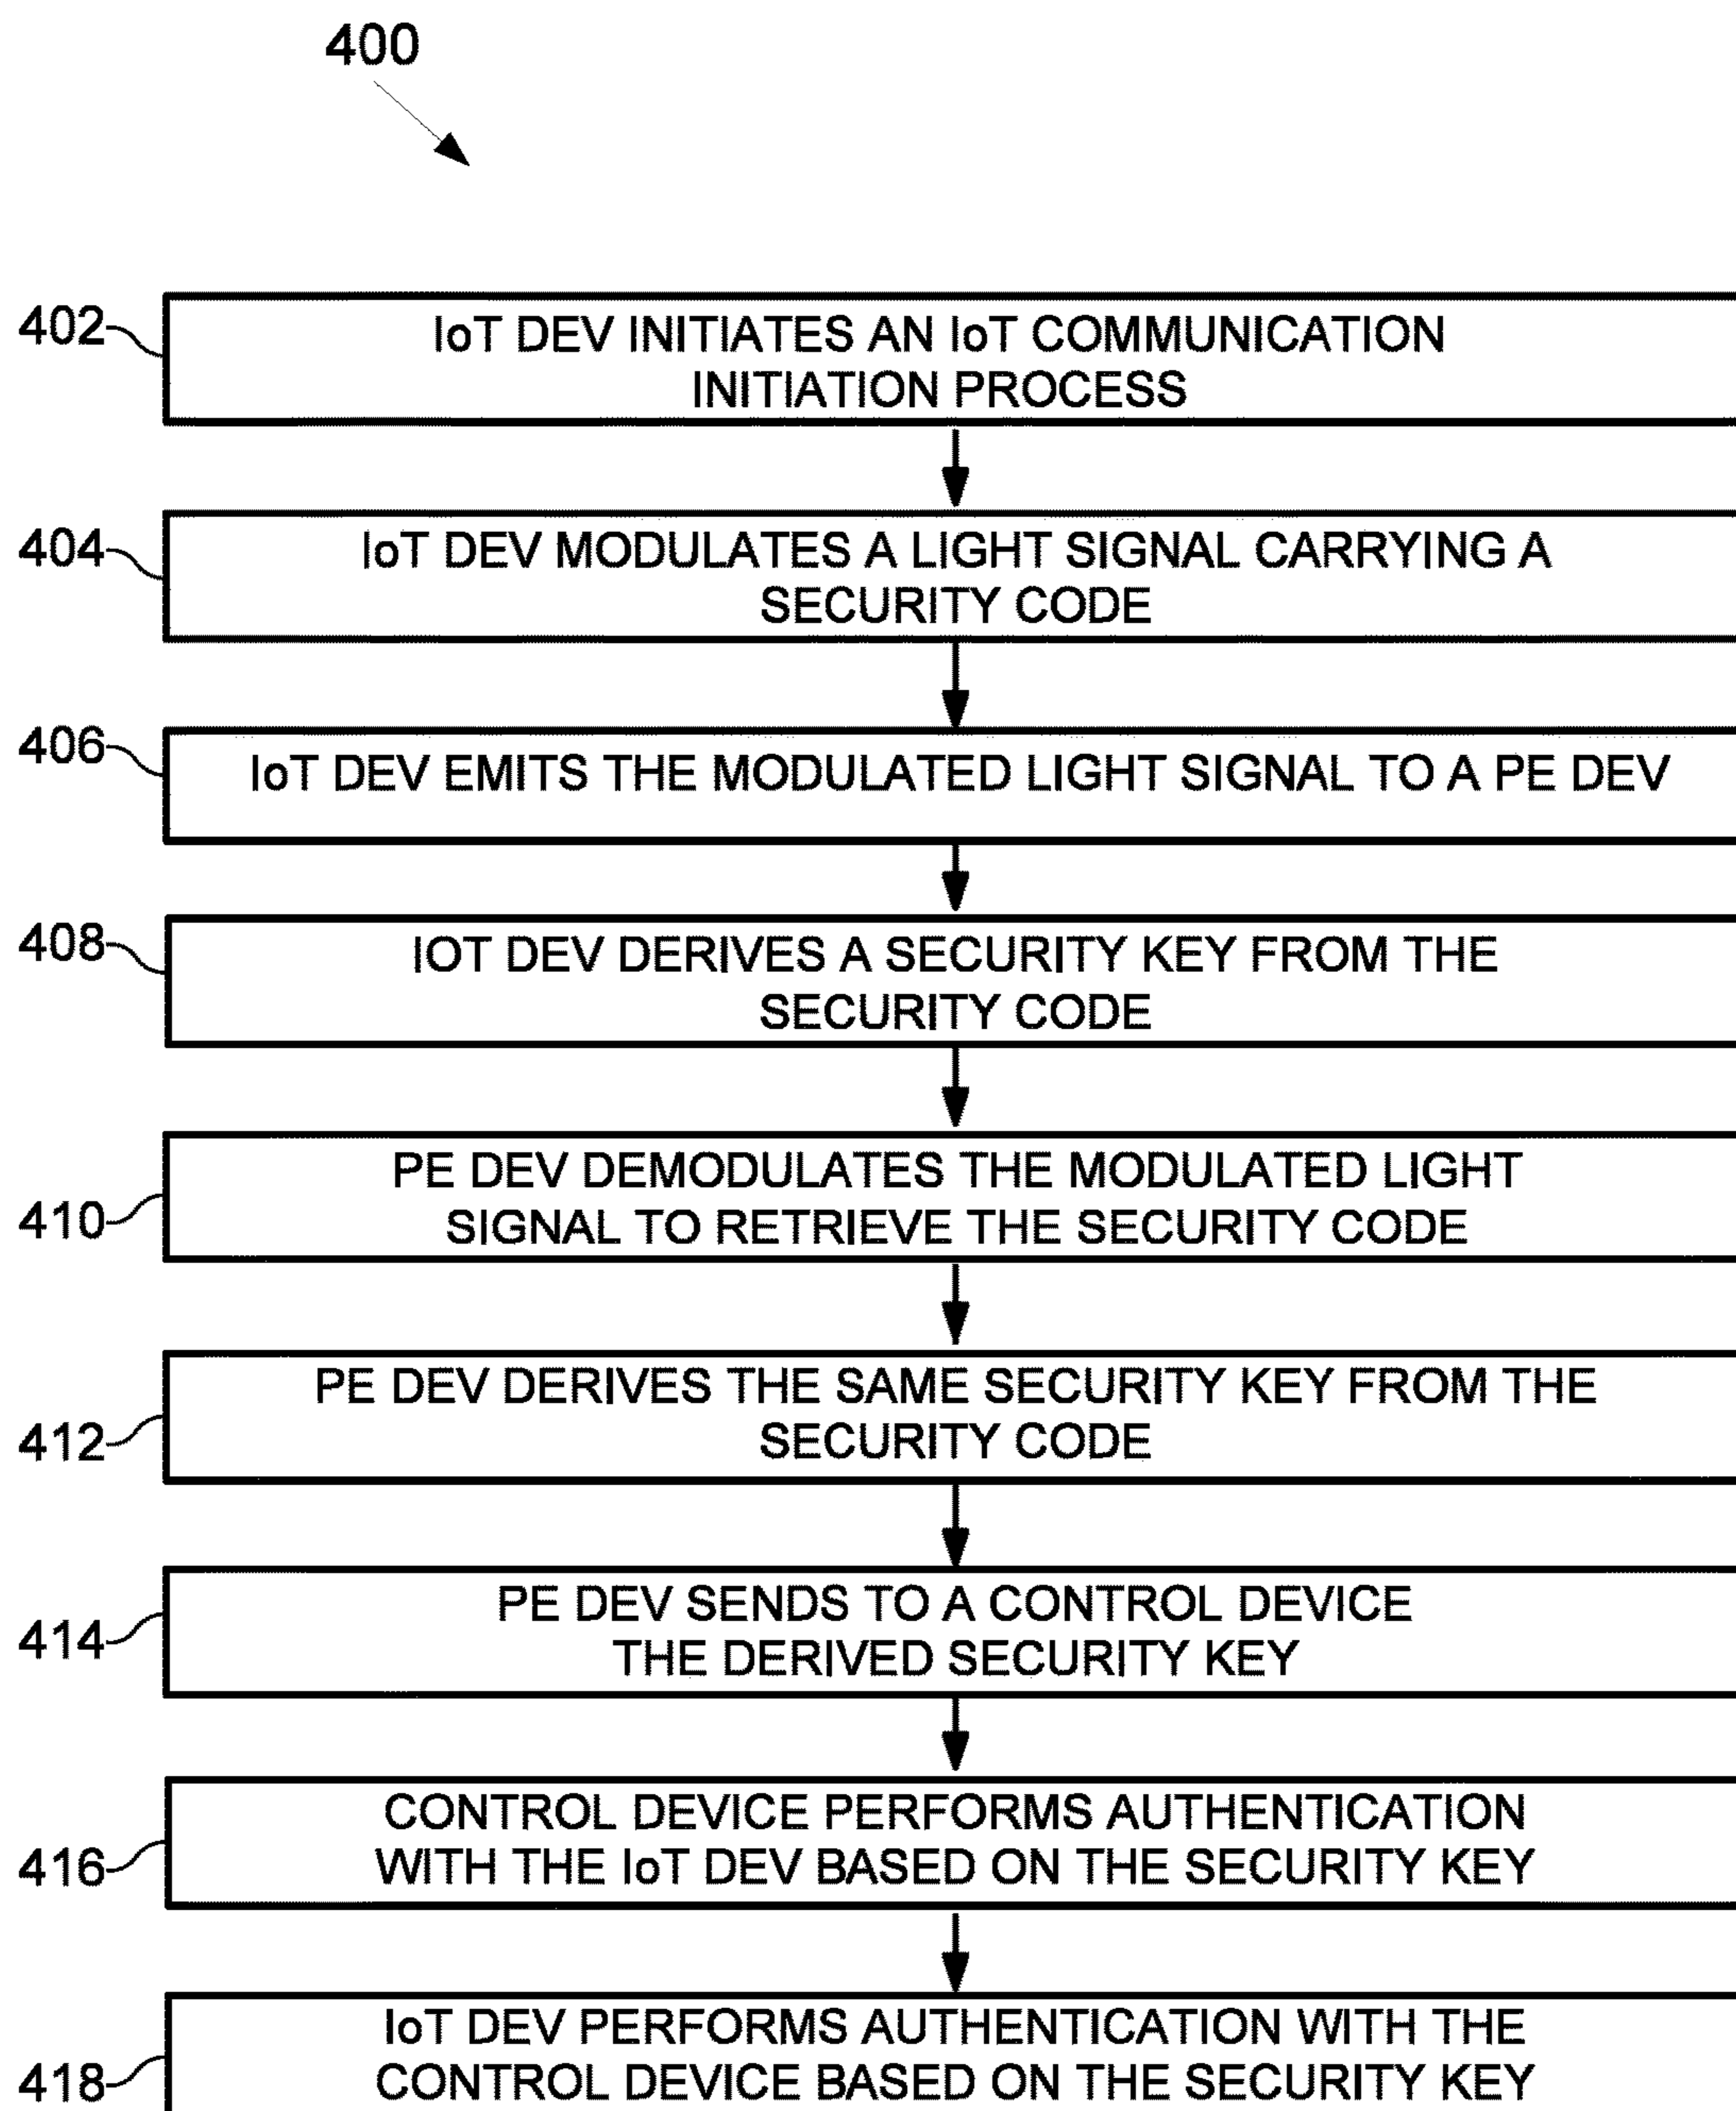 400
402
IoT DEV INITIATES AN IoT COMMUNICATION
INITIATION PROCESS
404
IoT DEV MODULATES A LIGHT SIGNAL CARRYING A
SECURITY CODE
406
IoT DEV EMITS THE MODULATED LIGHT SIGNAL TO A PE DEV
408
IOT DEV DERIVES A SECURITY KEY FROM THE
SECURITY CODE
410
PE DEV DEMODULATES THE MODULATED LIGHT
SIGNAL TO RETRIEVE THE SECURITY CODE
412
PE DEV DERIVES THE SAME SECURITY KEY FROM THE
SECURITY CODE
414
PE DEV SENDS TO A CONTROL DEVICE
THE DERIVED SECURITY KEY
416
CONTROL DEVICE PERFORMS AUTHENTICATION
WITH THE IoT DEV BASED ON THE SECURITY KEY
418
IoT DEV PERFORMS AUTHENTICATION WITH THE
CONTROL DEVICE BASED ON THE SECURITY KEY